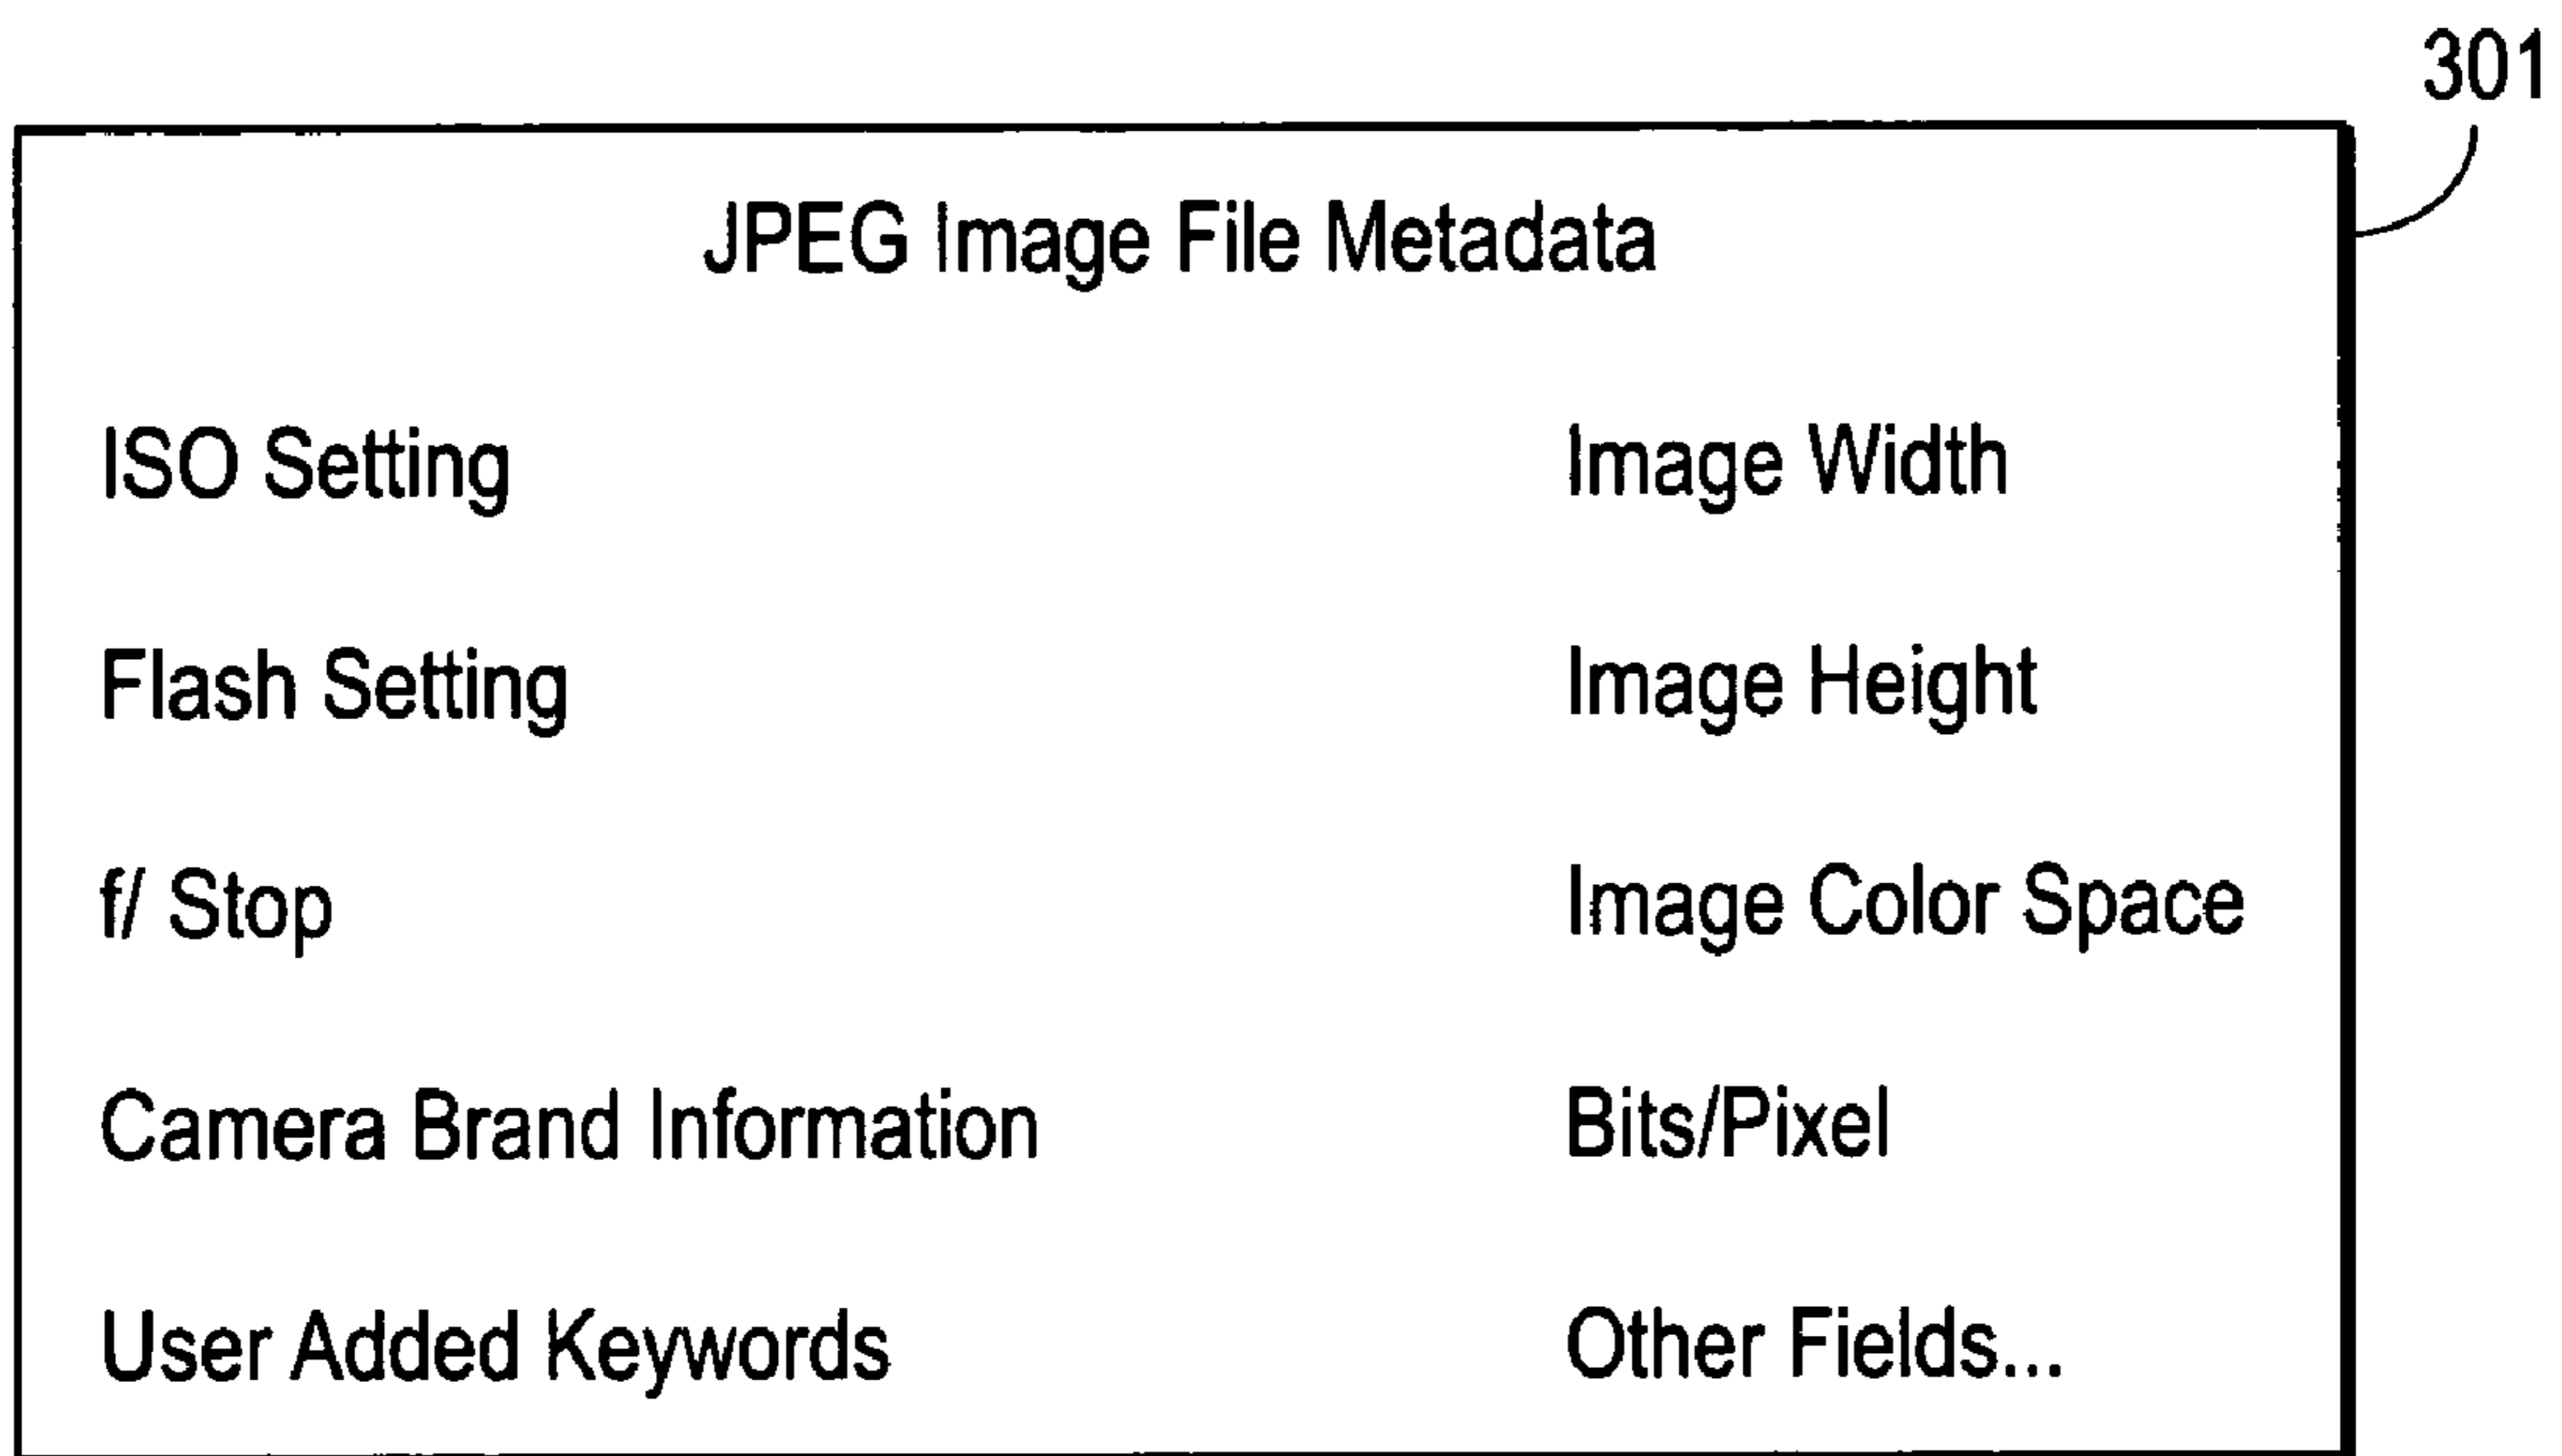 301
JPEG Image File Metadata
ISO Setting
Image Width
Flash Setting
Image Height
f/ Stop
Image Color Space
Camera Brand Information
Bits/Pixel
User Added Keywords
Other Fields...